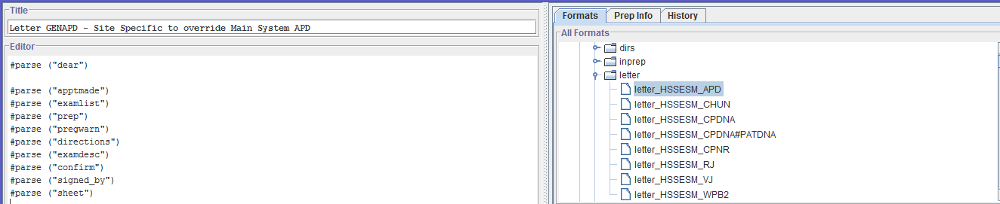 Title
Letter GENAPD - Site Specific to override Main System APD
Editor
#parse ("dear")
#parse ("apptmade")
#parse ("examlist")
#parse ("prep")
#parse ("pregwarn")
#parse ("directions")
#parse ("examdesc")
#parse ("confirm")
#parse ("signed_by")
#parse ("sheet")
Formats
Prep Info
History
All Formats
dirs
inprep
letter
letter_HSSESM_APD
letter_HSSESM_CHUN
letter_HSSESM_CPDNA
letter_HSSESM_CPDNA#PATDNA
letter_HSSESM_CPNR
letter_HSSESM_RJ
letter_HSSESM_VJ
letter_HSSESM_WPB2